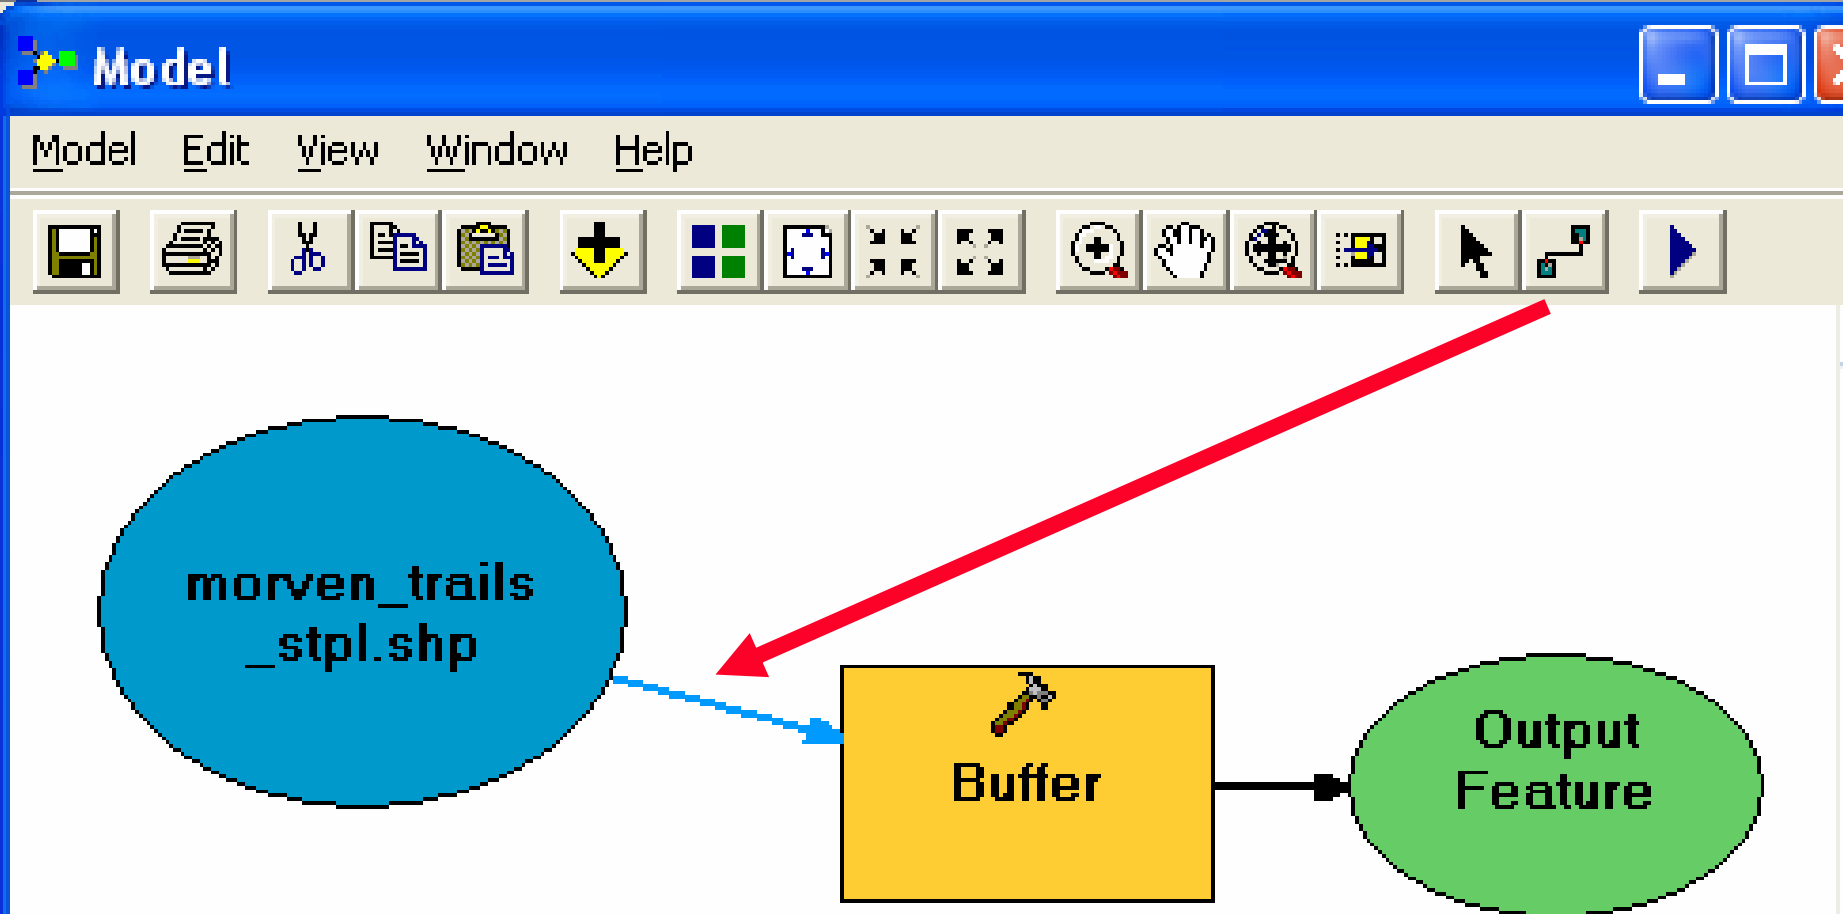 Model
Model Edit View Window Help
morven_trails
_stpl.shp
Buffer
Output
Feature